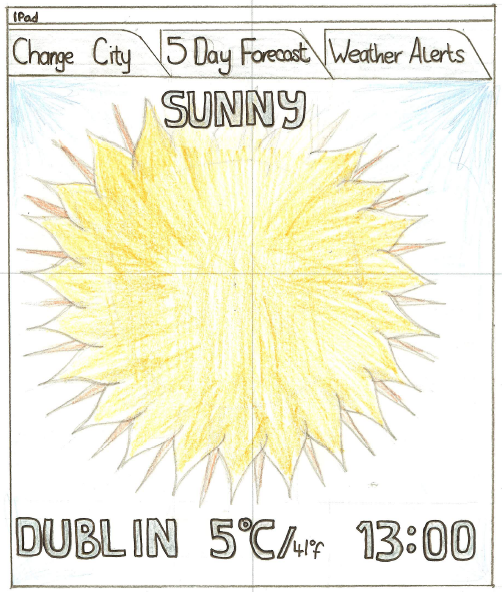 iPad
Change City 5 Day Forecast Weather Alerts
SUNNY
DUBLIN 5°C/41°F 13:00